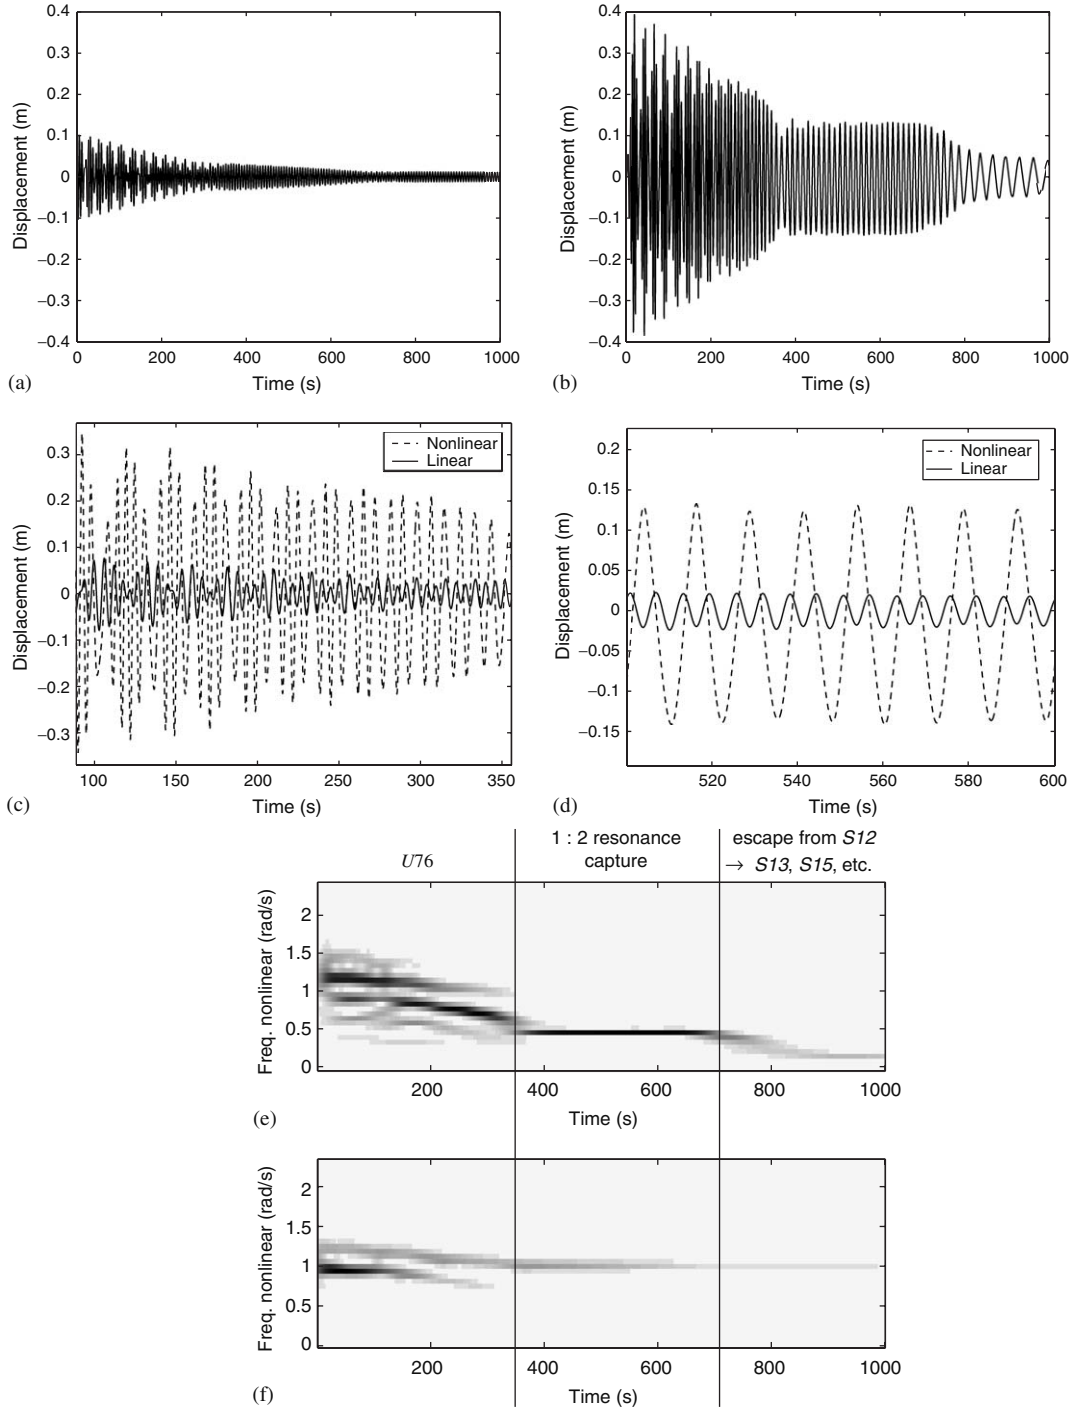 0.4
0.3
0.2
0.1
0
−0.1
−0.2
−0.3
−0.4
Displacement (m)
0 200 400 600 800 1000
Time (s)
(a)
0.4
0.3
0.2
0.1
0
−0.1
−0.2
−0.3
−0.4
Displacement (m)
0 200 400 600 800 1000
Time (s)
(b)
0.3
0.2
0.1
0
−0.1
−0.2
−0.3
Displacement (m)
Nonlinear
Linear
100 150 200 250 300 350
Time (s)
(c)
0.2
0.15
0.1
0.05
0
−0.05
−0.1
−0.15
Displacement (m)
Nonlinear
Linear
520 540 560 580 600
Time (s)
(d)
U76
1 : 2 resonance
capture
escape from S12
→ S13, S15, etc.
2
1.5
1
0.5
0
Freq. nonlinear (rad/s)
200 400 600 800 1000
Time (s)
(e)
2
1.5
1
0.5
0
Freq. nonlinear (rad/s)
200 400 600 800 1000
Time (s)
(f)